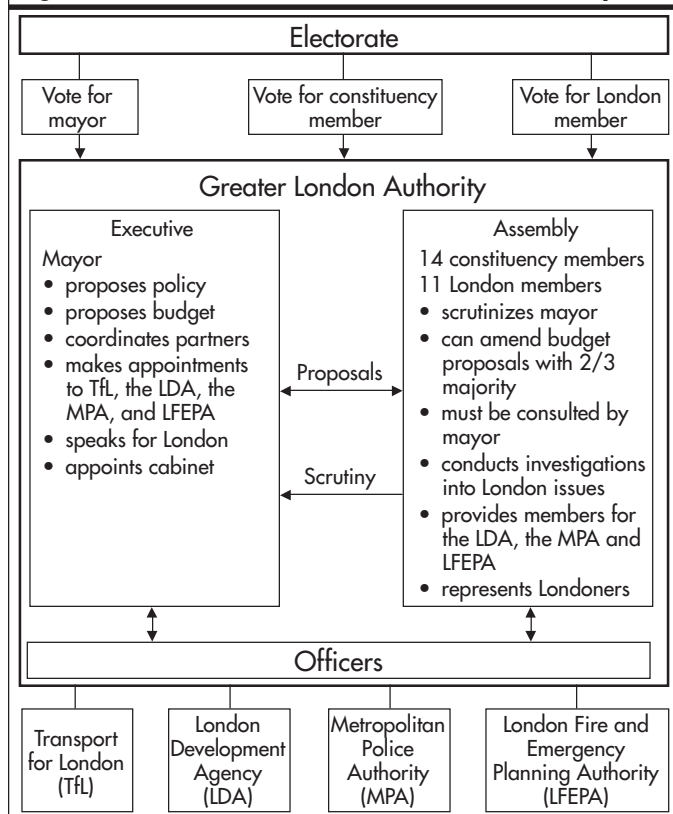 Electorate
Vote for
mayor
Vote for constituency
member
Vote for London
member
Greater London Authority
Executive
Mayor
• proposes policy
• proposes budget
• coordinates partners
• makes appointments
to TfL, the LDA, the
MPA, and LFEPA
• speaks for London
• appoints cabinet
Proposals
Scrutiny
Assembly
14 constituency members
11 London members
• scrutinizes mayor
• can amend budget
proposals with 2/3
majority
• must be consulted by
mayor
• conducts investigations
into London issues
• provides members for
the LDA, the MPA and
LFEPA
• represents Londoners
Officers
Transport
for London
(TfL)
London
Development
Agency
(LDA)
Metropolitan
Police
Authority
(MPA)
London Fire and
Emergency
Planning Authority
(LFEPA)